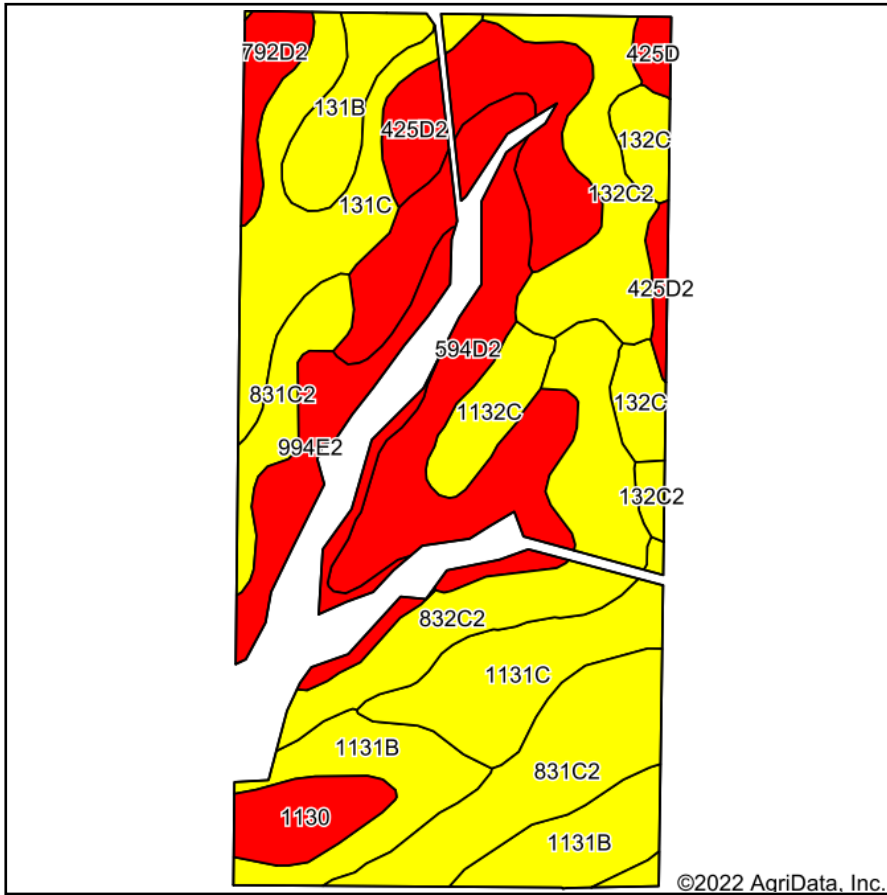 792D2
425D
131B
425D2
132C
131C
132C2
425D2
594D2
831C2
132C
1132C
994E2
132C2
832C2
1131C
1131B
831C2
1130
1131B
©2022 AgriData, Inc.